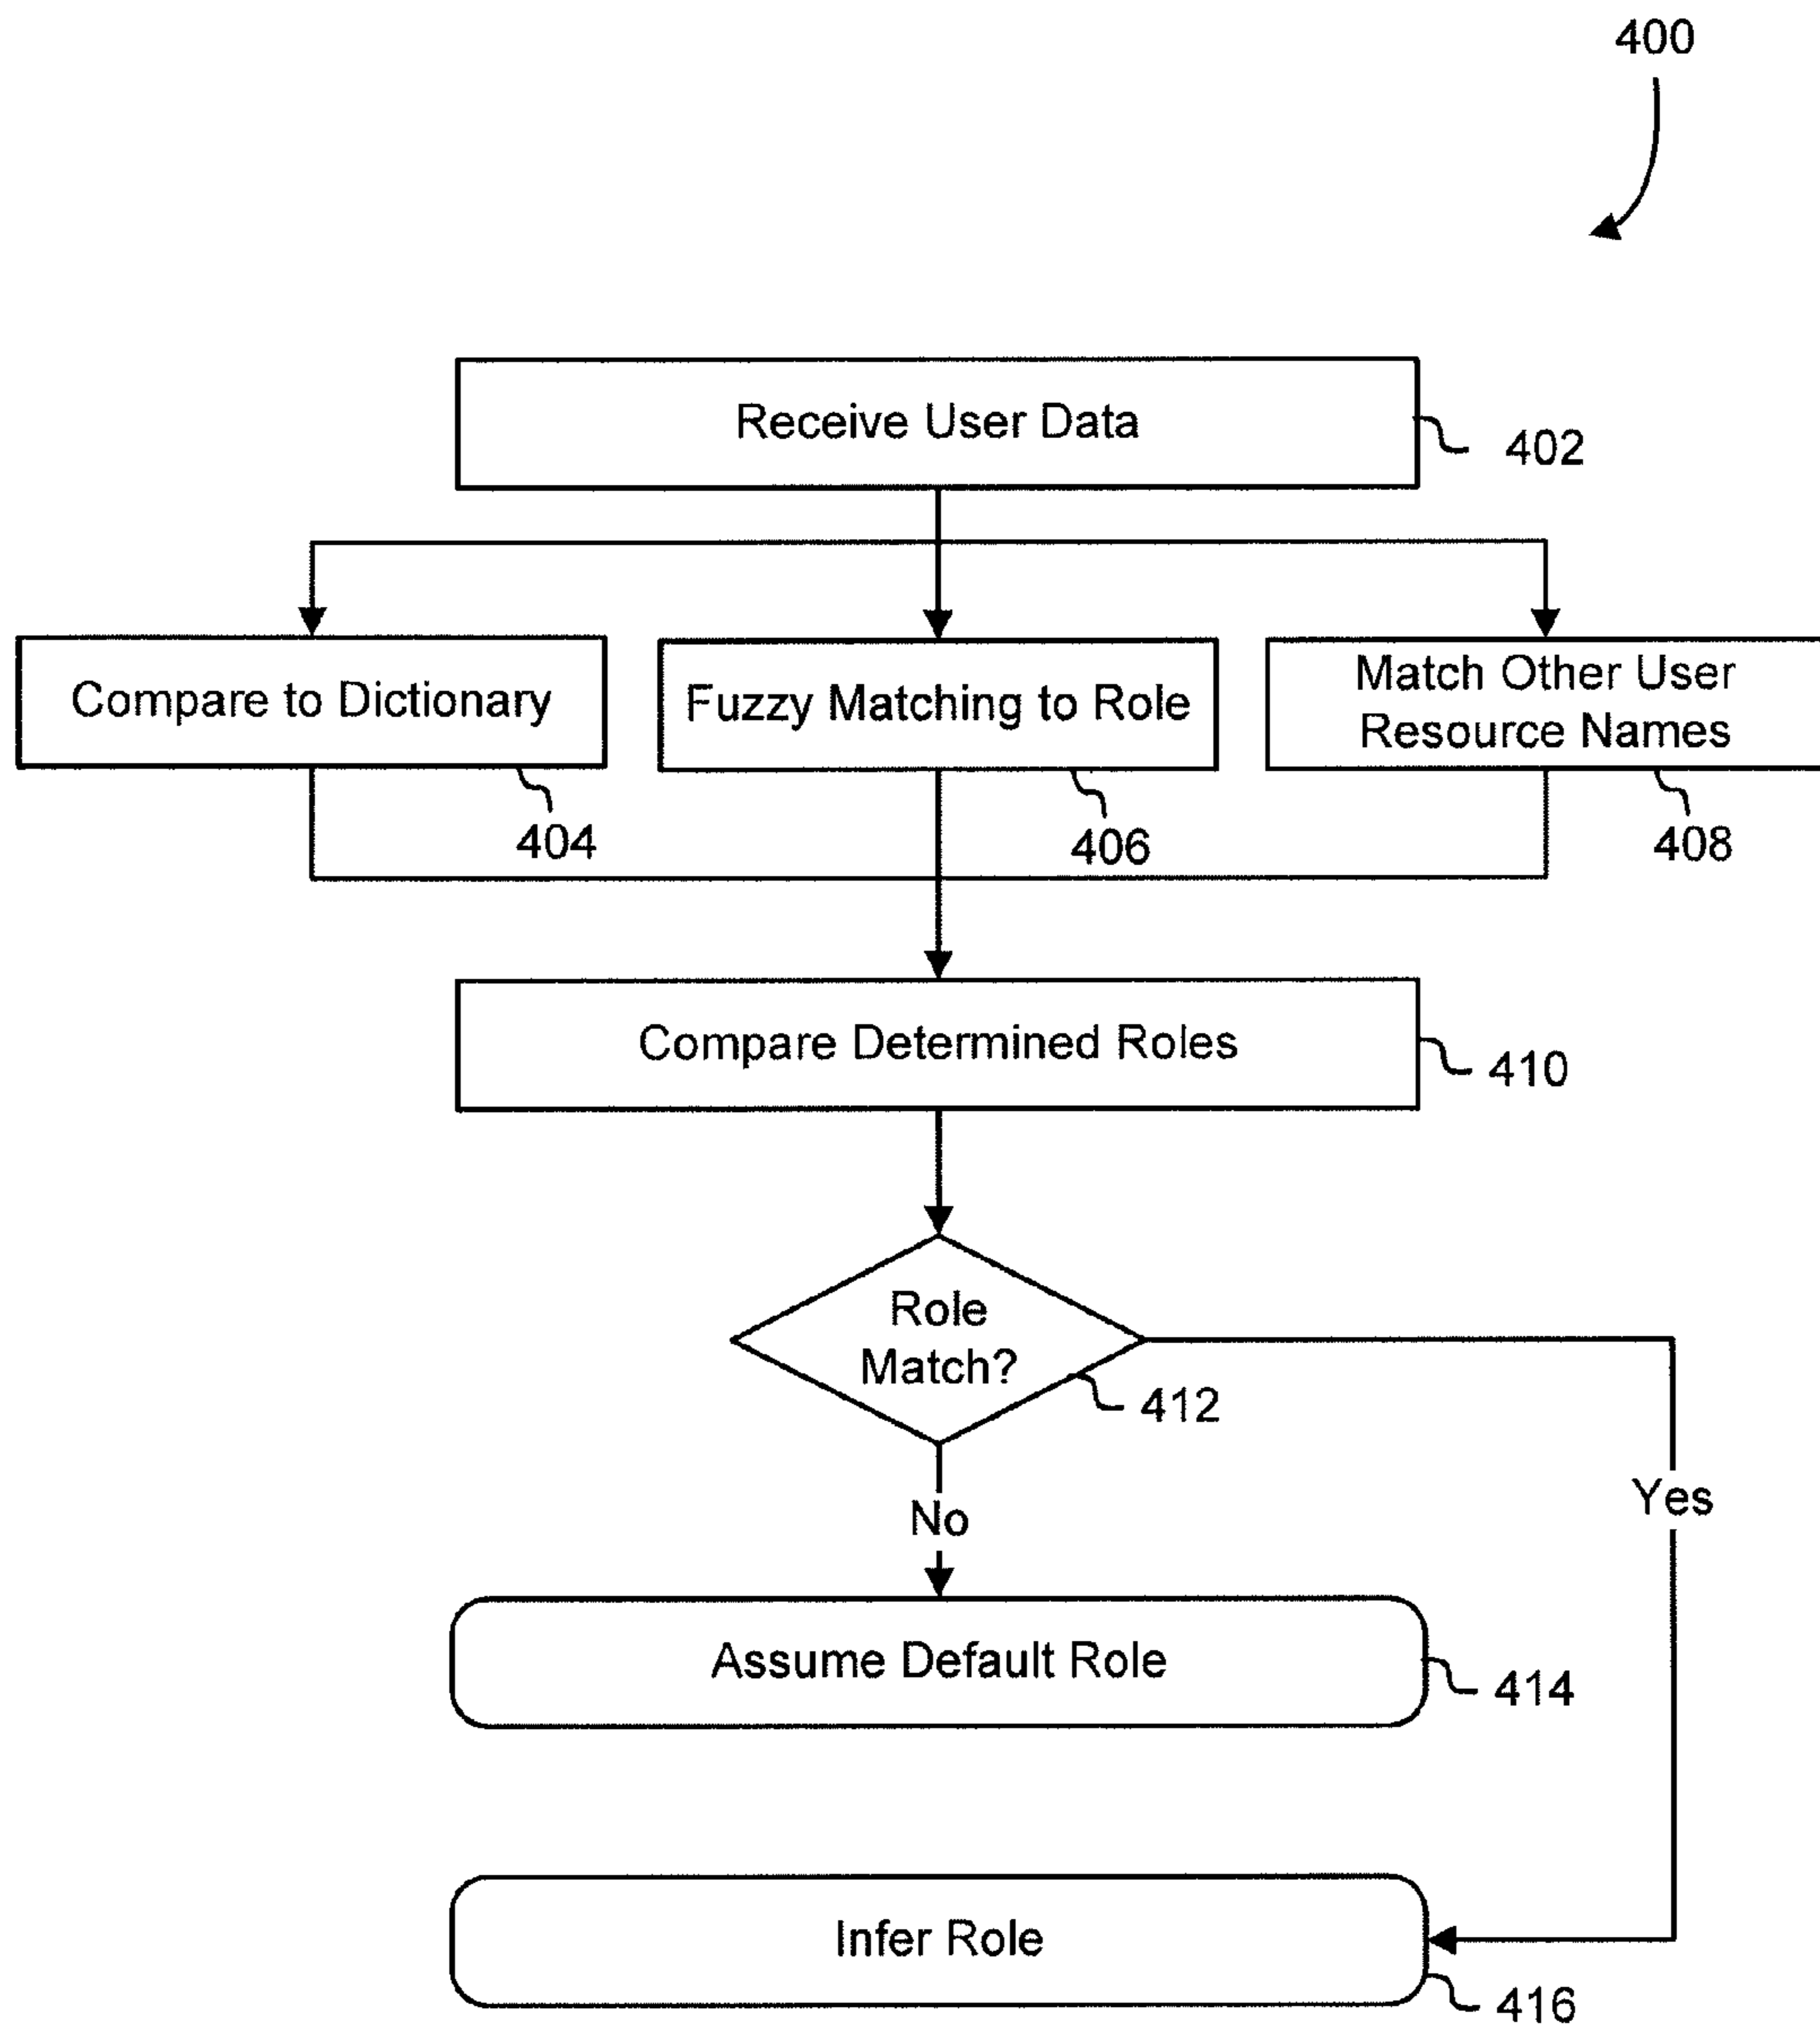 400
Receive User Data
402
Compare to Dictionary
Fuzzy Matching to Role
Match Other User
Resource Names
404
406
408
Compare Determined Roles
410
Role
Match?
412
No
Yes
Assume Default Role
414
Infer Role
416